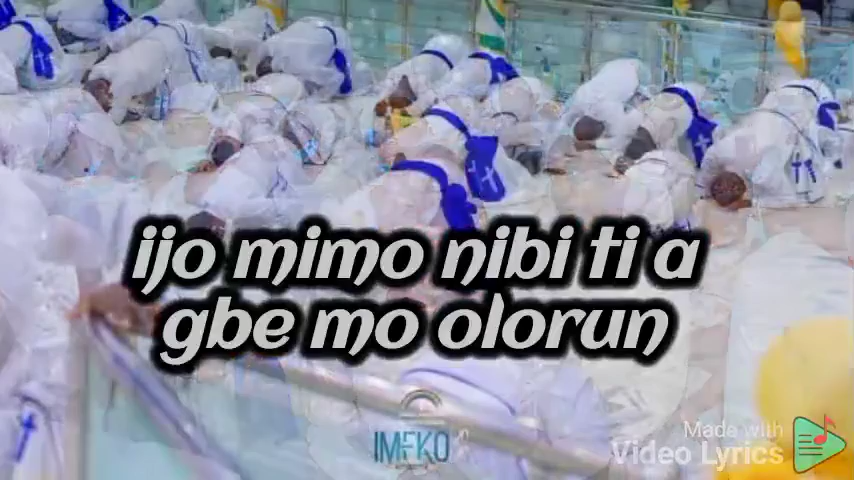 ijo mimo nibi ti a
gbe mo olorun
IMEKO
Made with
Video Lyrics